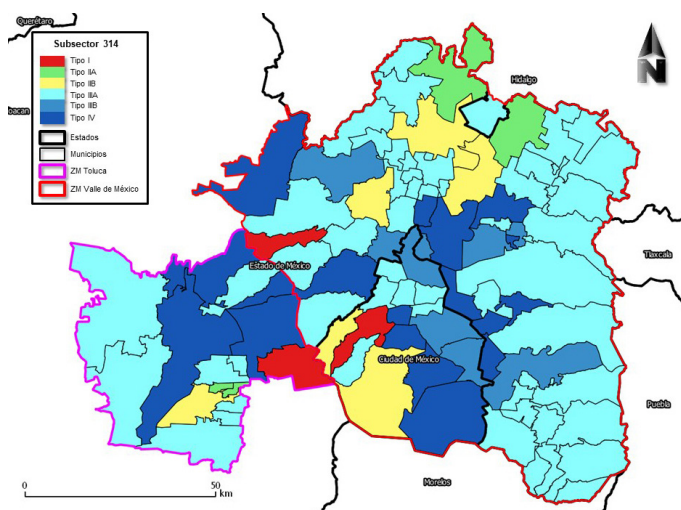 Querétaro
Subsector 314
Tipo I
Tipo IIA
Tipo IIB
Tipo IIIA
Tipo IIIB
Tipo IV
Estados
Municipios
ZM Toluca
ZM Valle de México
bacan
N
Hidalgo
Tlaxcala
Estado de México
Ciudad de México
Puebla
Morelos
0 50
km